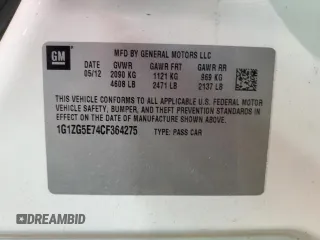 GM
MFD BY GENERAL MOTORS LLC
DATE GVWR GAWR FRT GAWR RR
05/12 2090 KG 1121 KG 969 KG
4608 LB 2471 LB 2137 LB
THIS VEHICLE CONFORMS TO ALL APPLICABLE U.S. FEDERAL MOTOR
VEHICLE SAFETY, BUMPER, AND THEFT PREVENTION STANDARDS
IN EFFECT ON THE DATE OF MANUFACTURE SHOWN ABOVE.
1G1ZG5E74CF364275 TYPE: PASS CAR
DREAMBID